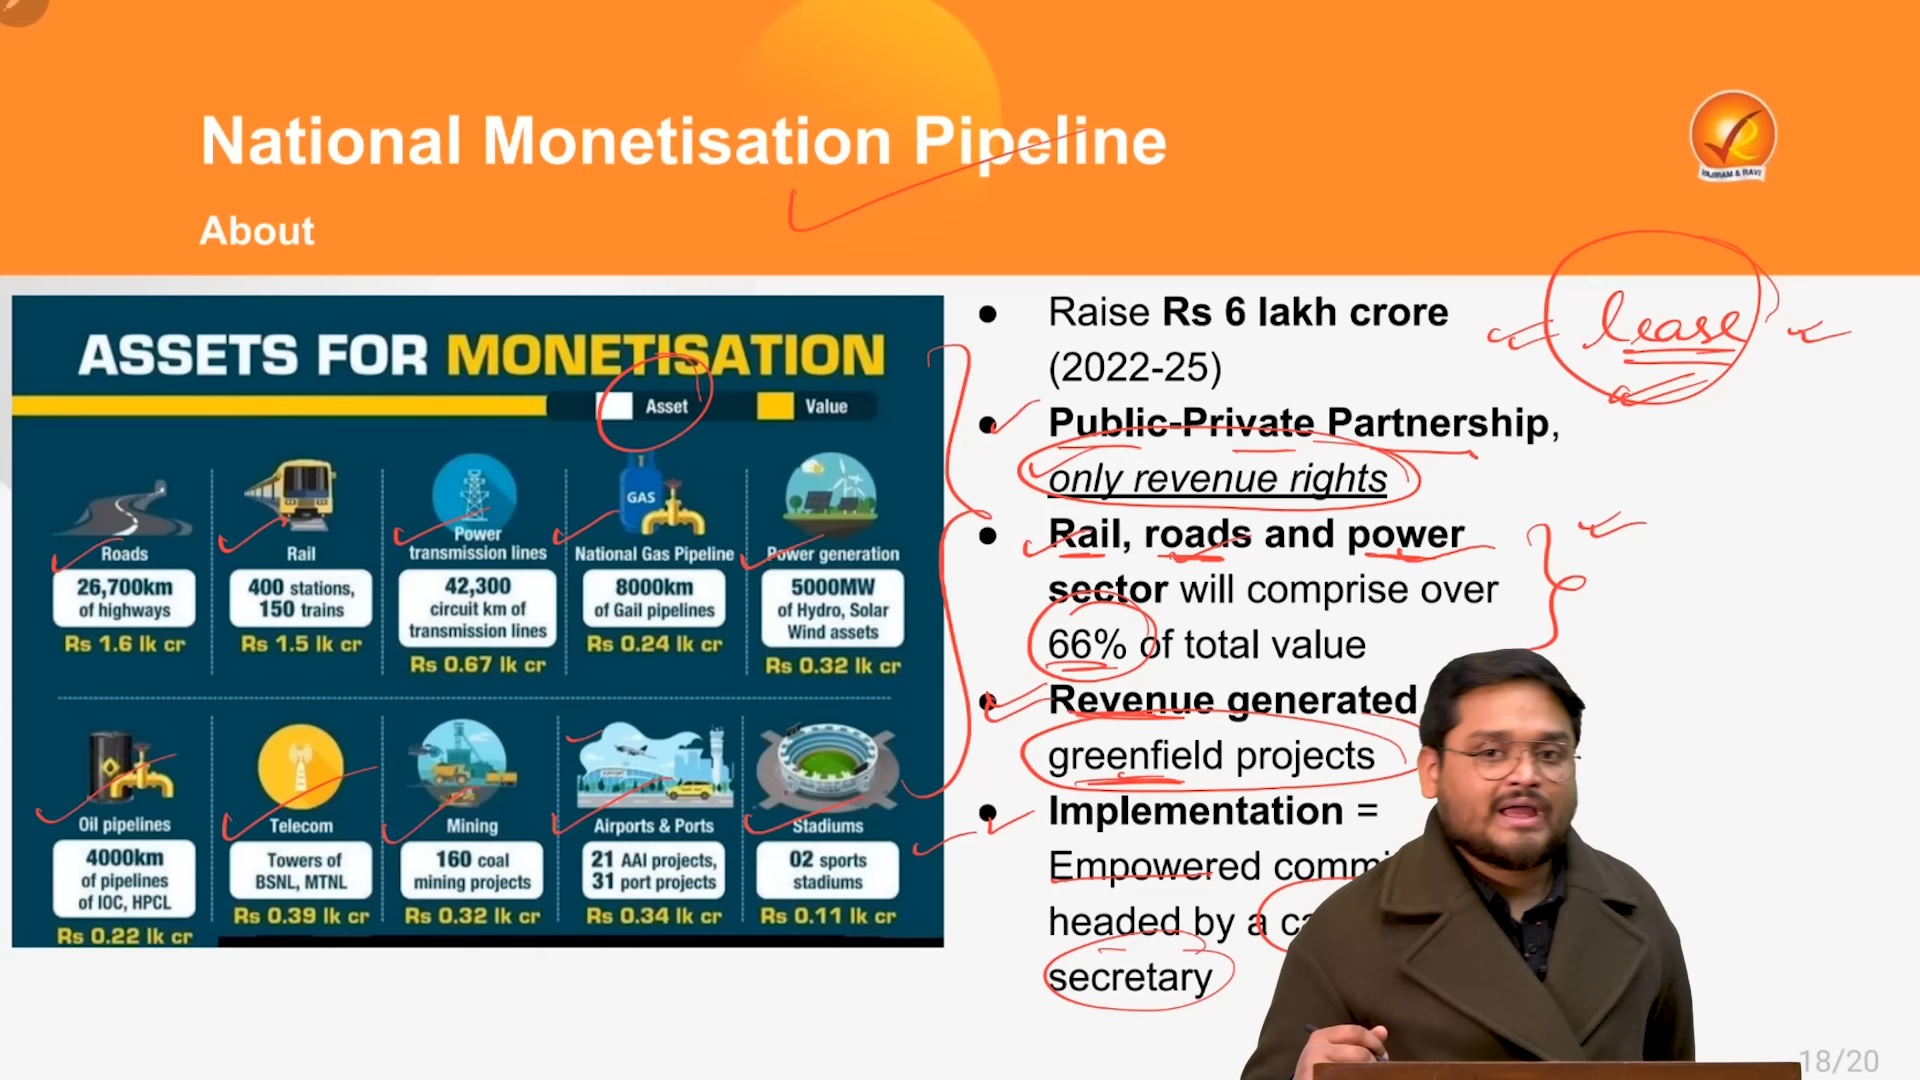 National Monetisation Pipeline
About
VAJIRAM & RAVI
ASSETS FOR MONETISATION
Asset
Value
GAS
Roads
26,700km
of highways
Rs 1.6 lk cr
Rail
400 stations,
150 trains
Rs 1.5 lk cr
Power
transmission lines
42,300
circuit km of
transmission lines
Rs 0.67 lk cr
National Gas Pipeline
8000km
of Gail pipelines
Rs 0.24 lk cr
Power generation
5000MW
of Hydro, Solar
Wind assets
Rs 0.32 lk cr
Oil pipelines
4000km
of pipelines
of IOC, HPCL
Rs 0.22 lk cr
Telecom
Towers of
BSNL, MTNL
Rs 0.39 lk cr
Mining
160 coal
mining projects
Rs 0.32 lk cr
Airports & Ports
21 AAI projects,
31 port projects
Rs 0.34 lk cr
Stadiums
02 sports
stadiums
Rs 0.11 lk cr
Raise Rs 6 lakh crore
(2022-25)
Public-Private Partnership,
only revenue rights
Rail, roads and power
sector will comprise over
66% of total value
Revenue generated
greenfield projects
Implementation =
Empowered
headed by a
secretary
lease
18/20